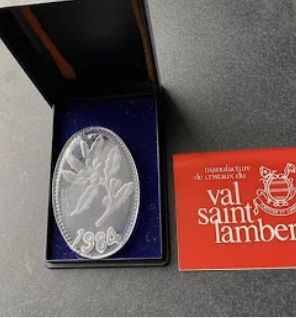 1984
manufacture
de cristaux du
val
saint
lamber